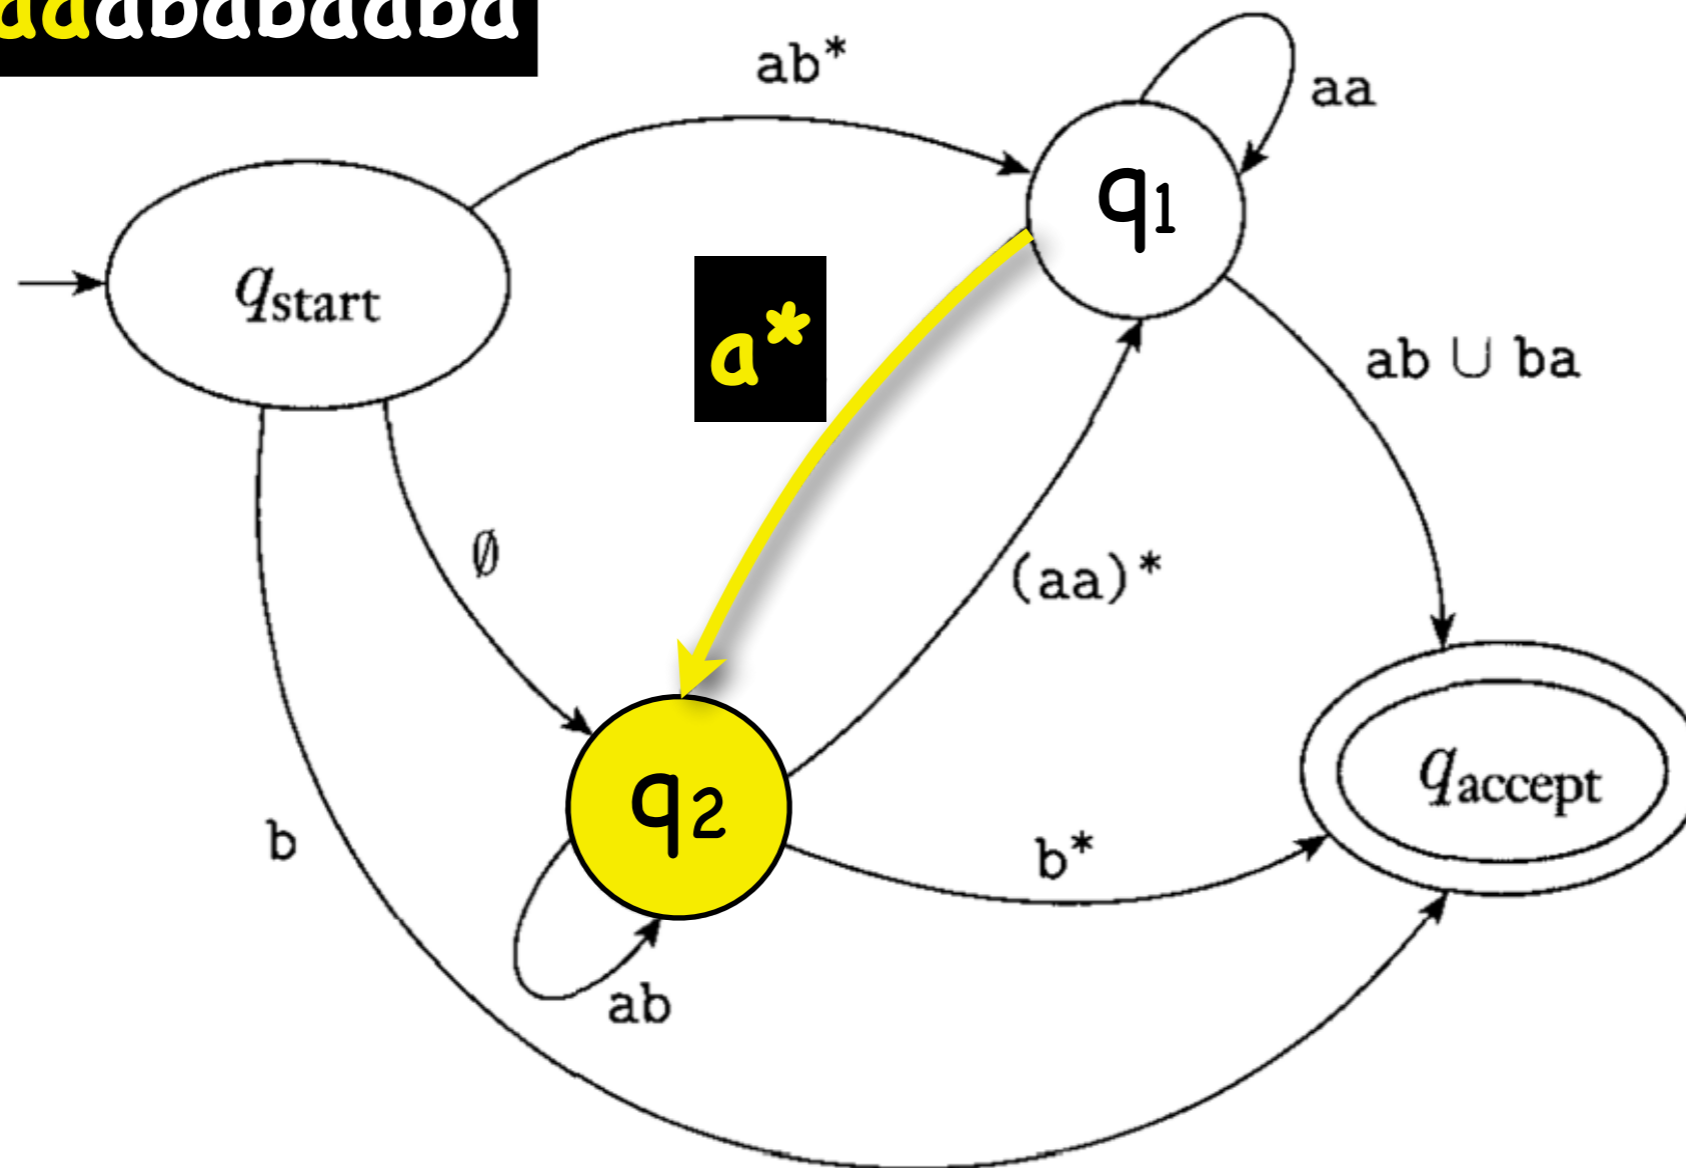 aaababaaba
ab*
aa
q1
qstart
a*
ab ∪ ba
∅
(aa)*
qaccept
q2
b
b*
ab